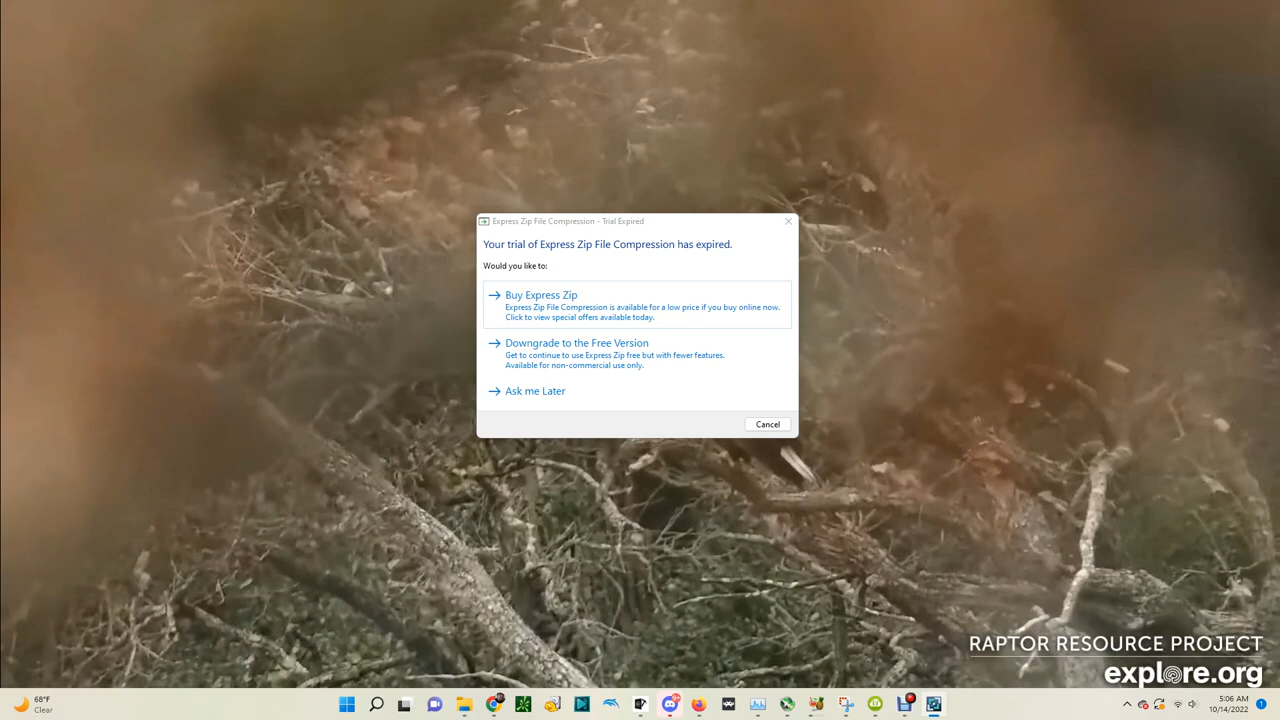 Express Zip File Compression - Trial Expired
Your trial of Express Zip File Compression has expired.
Would you like to:
Buy Express Zip
Express Zip File Compression is available for a low price if you buy online now.
Click to view special offers available today.
Downgrade to the Free Version
Get to continue to use Express Zip free but with fewer features.
Available for non-commercial use only.
Ask me Later
Cancel
RAPTOR RESOURCE PROJECT
explore.org
68°F
Clear
9+
5:06 AM
10/14/2022
1